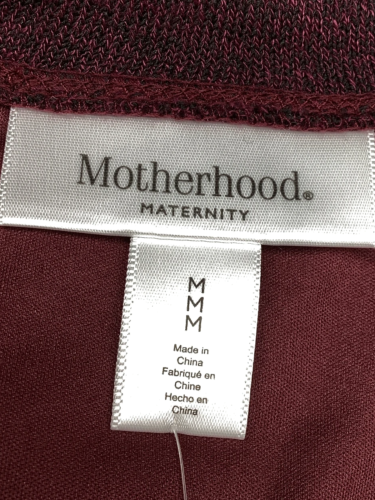 Motherhood®
MATERNITY
M
M
M
Made in
China
Fabriqué en
Chine
Hecho en
China